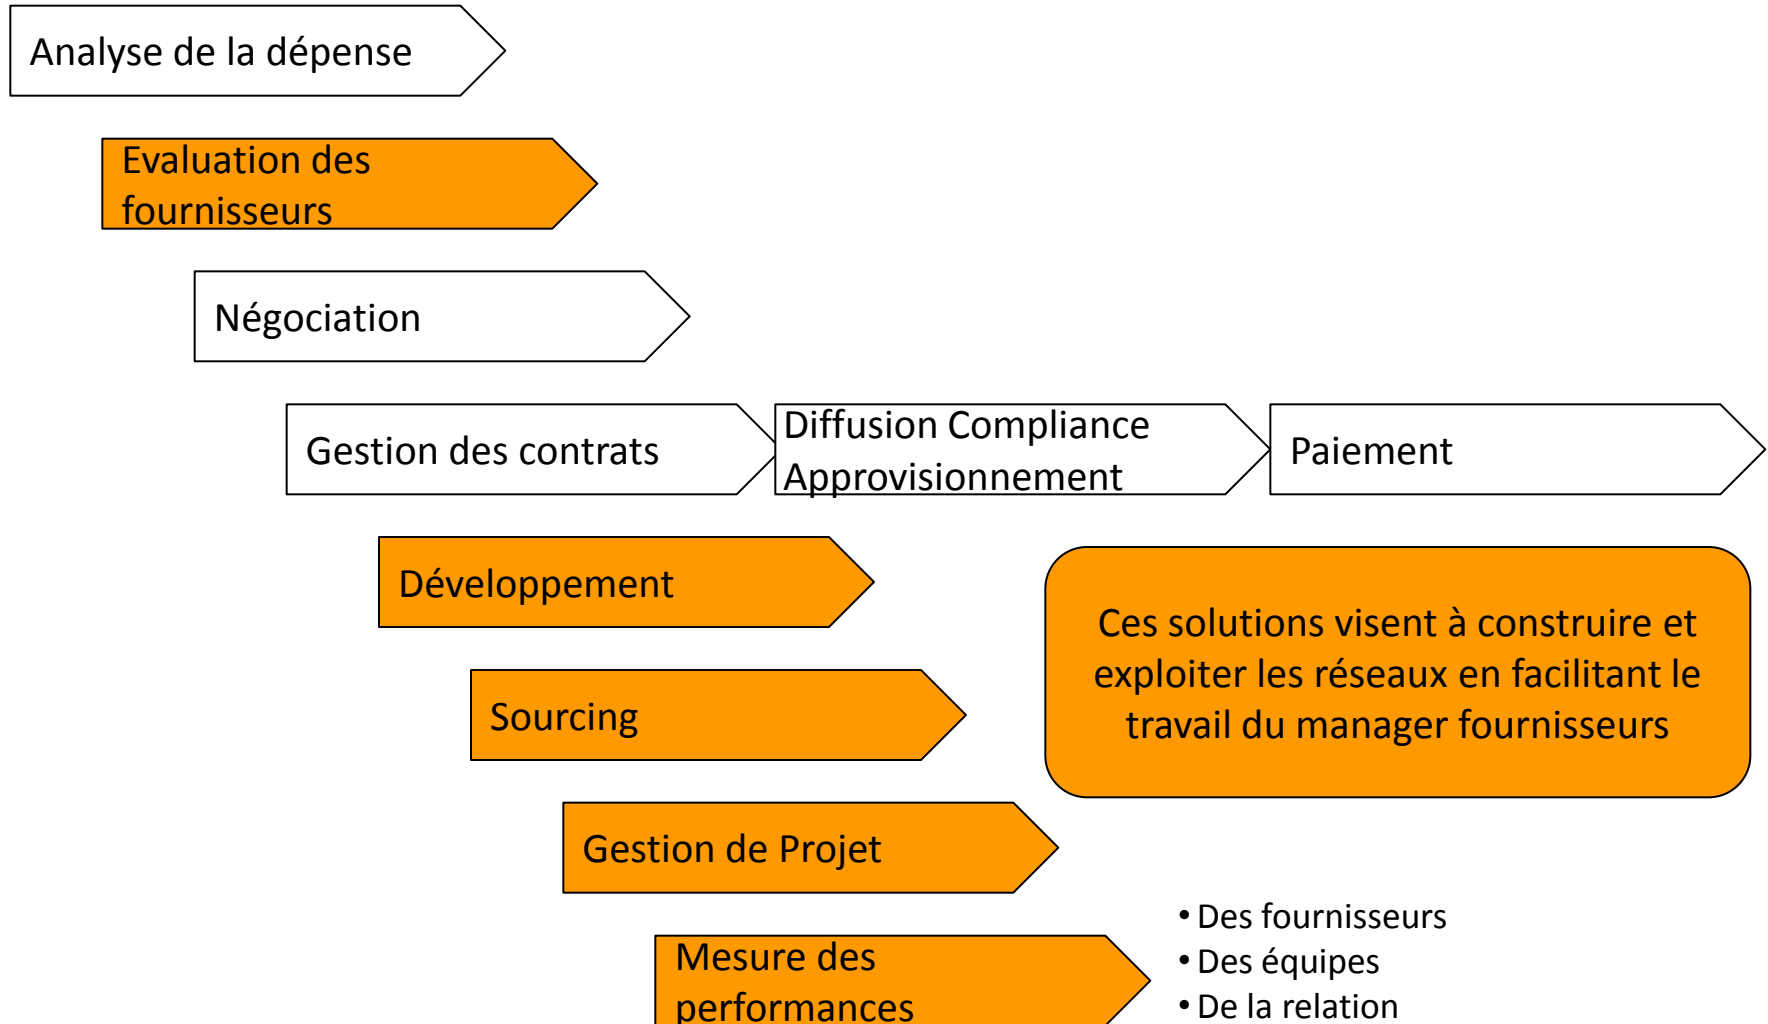 Analyse de la dépense
Evaluation des
fournisseurs
Négociation
Gestion des contrats
Diffusion Compliance
Approvisionnement
Paiement
Développement
Ces solutions visent à construire et
exploiter les réseaux en facilitant le
travail du manager fournisseurs
Sourcing
Gestion de Projet
Mesure des
performances
• Des fournisseurs
• Des équipes
• De la relation